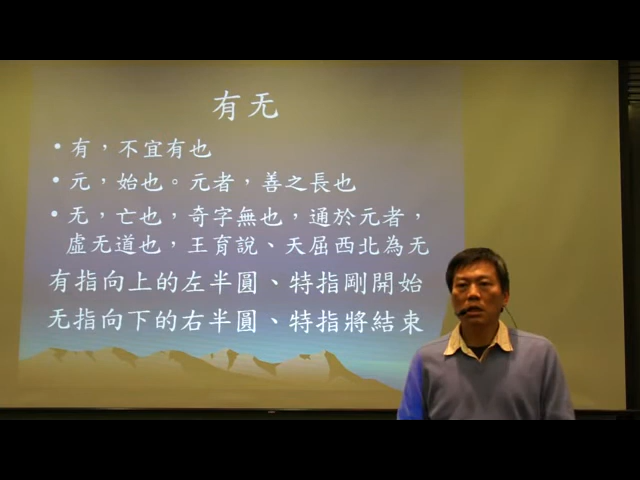 有无
•有，不宜有也
•元，始也。元者，善之長也
•无，亡也，奇字無也，通於元者，
虛无道也，王育說、天屈西北為无
有指向上的左半圓、特指剛開始
无指向下的右半圓、特指將結束